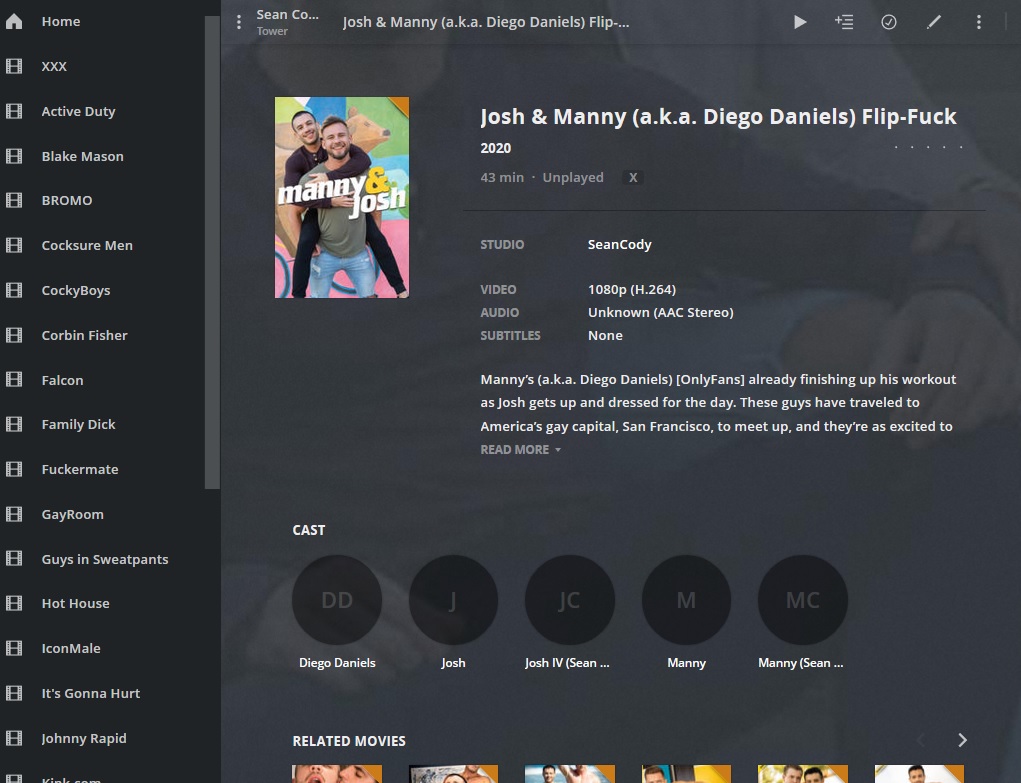 Home
XXX
Active Duty
Blake Mason
BROMO
Cocksure Men
CockyBoys
Corbin Fisher
Falcon
Family Dick
Fuckermate
GayRoom
Guys in Sweatpants
Hot House
IconMale
It's Gonna Hurt
Johnny Rapid
Kink.com
Sean Co...
Tower
Josh & Manny (a.k.a. Diego Daniels) Flip-...
manny &
josh
Josh & Manny (a.k.a. Diego Daniels) Flip-Fuck
2020
43 min · Unplayed X
STUDIO SeanCody
VIDEO 1080p (H.264)
AUDIO Unknown (AAC Stereo)
SUBTITLES None
Manny’s (a.k.a. Diego Daniels) [OnlyFans] already finishing up his workout
as Josh gets up and dressed for the day. These guys have traveled to
America’s gay capital, San Francisco, to meet up, and they’re as excited to
READ MORE
CAST
DD J JC M MC
Diego Daniels Josh Josh IV (Sean ... Manny Manny (Sean ...
RELATED MOVIES